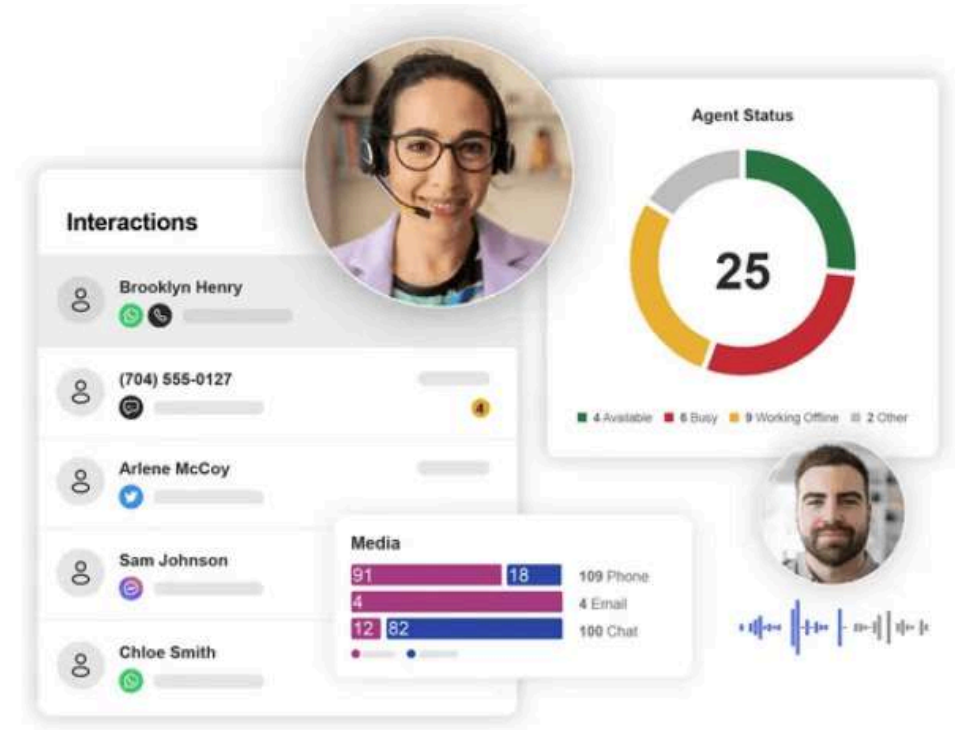 Agent Status
Interactions
25
Brooklyn Henry
(704) 555-0127
4
4 Available 6 Busy 9 Working Offline 2 Other
Arlene McCoy
Media
Sam Johnson
91 18 109 Phone
4 4 Email
12 82 100 Chat
Chloe Smith